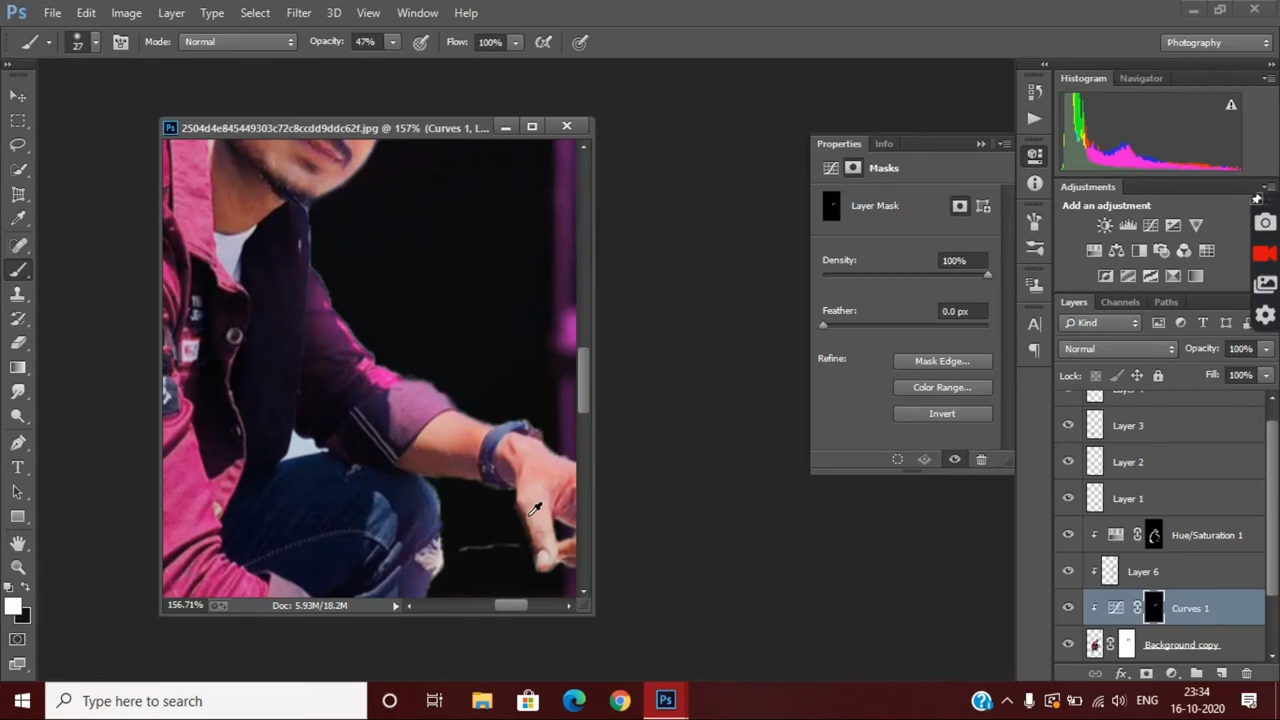 Ps File Edit Image Layer Type Select Filter 3D View Window Help
27 Mode: Normal Opacity: 47% Flow: 100% Photography
2504d4e845449303c72c8ccdd9ddc62f.jpg @ 157% (Curves 1, L...
Properties Info
Masks
Layer Mask
Density: 100%
Feather: 0.0 px
Refine: Mask Edge...
Color Range...
Invert
Histogram Navigator
Adjustments
Add an adjustment
Layers Channels Paths
Kind
Normal Opacity: 100%
Lock: Fill: 100%
Layer 3
Layer 2
Layer 1
Hue/Saturation 1
Layer 6
Curves 1
Background copy
156.71% Doc: 5.93M/18.2M
Type here to search
Ps
ENG
23:34
16-10-2020